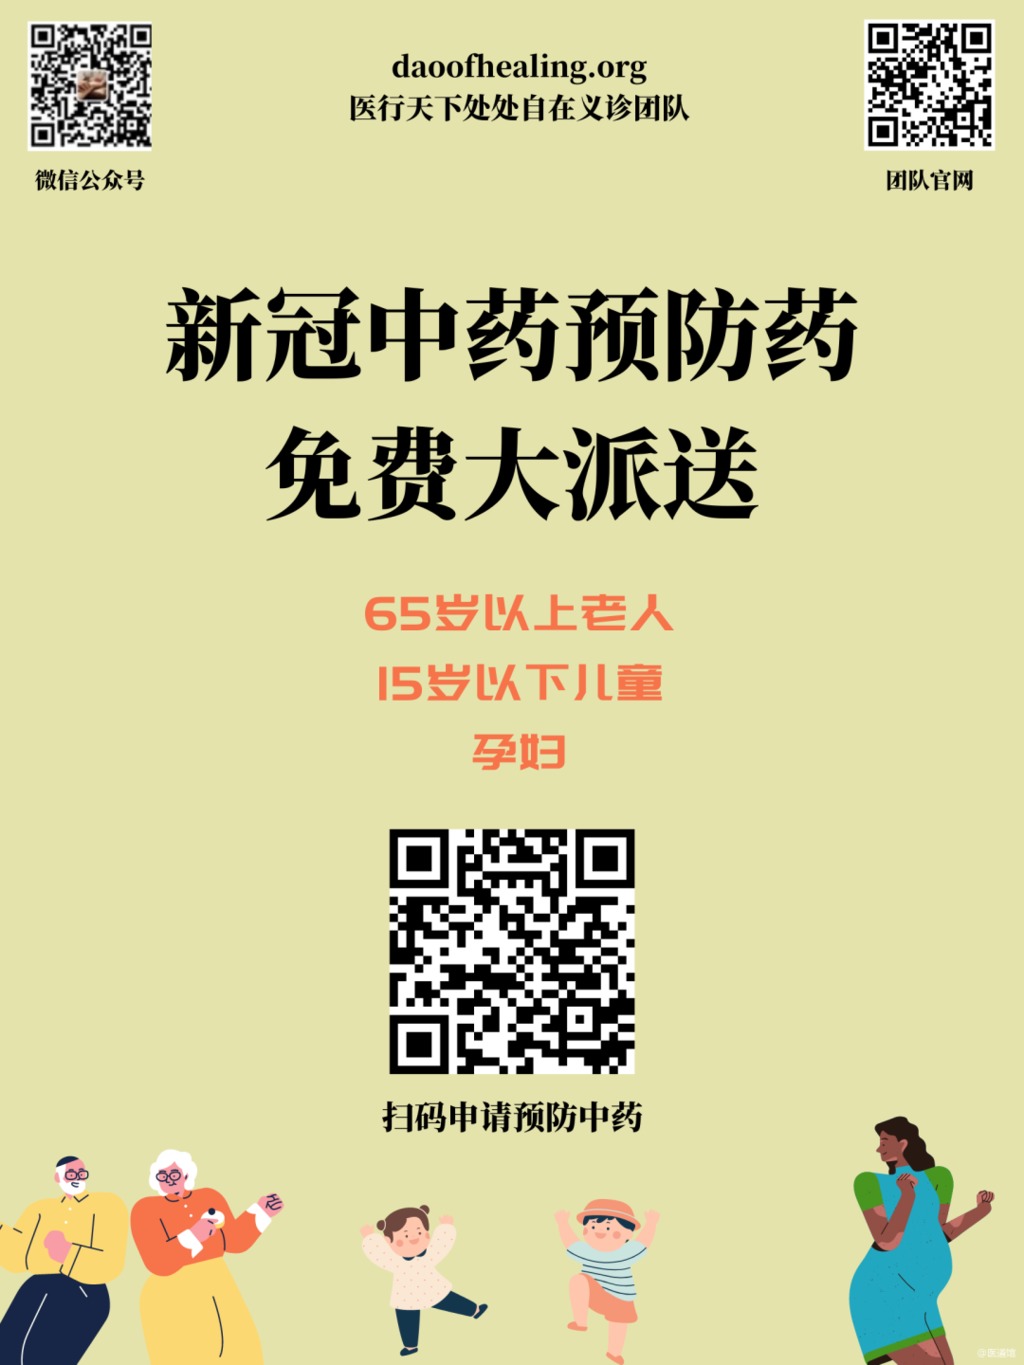 daoofhealing.org
医行天下处处自在义诊团队
微信公众号
团队官网
新冠中药预防药
免费大派送
65岁以上老人
15岁以下儿童
孕妇
扫码申请预防中药